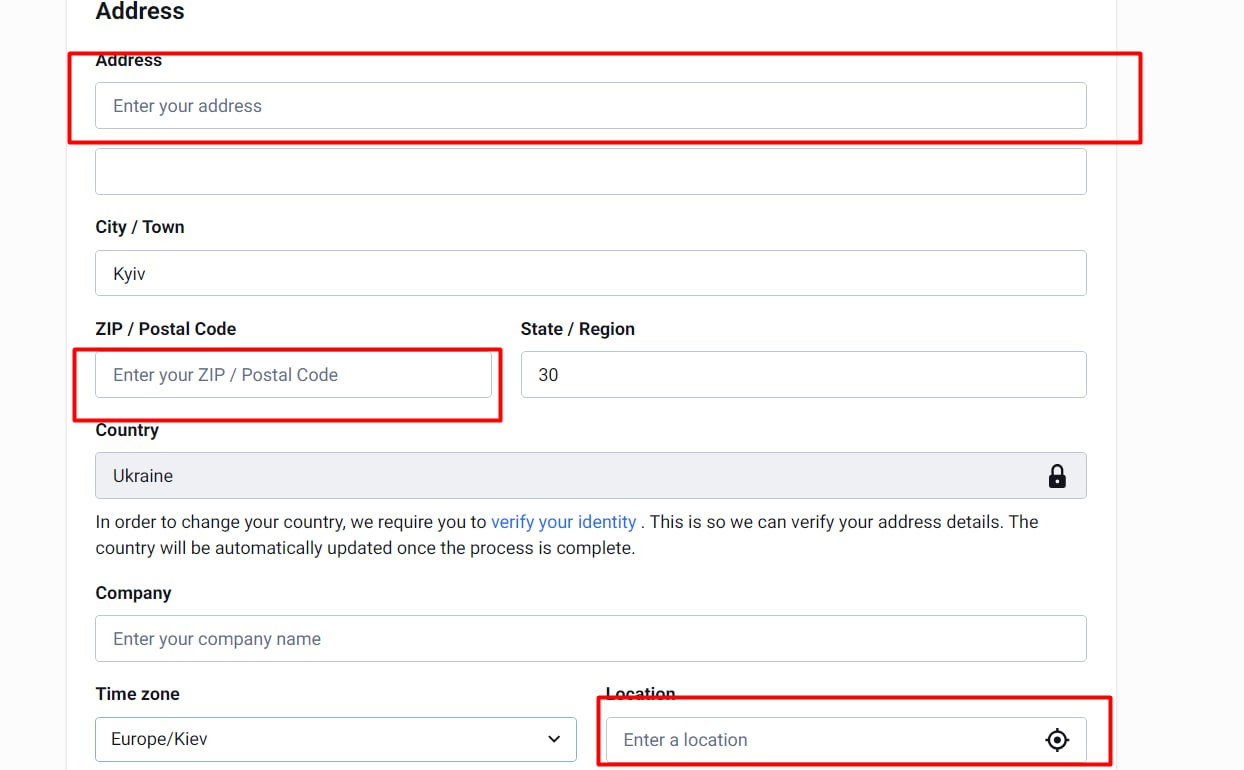 Address
Address
Enter your address
City / Town
Kyiv
ZIP / Postal Code
State / Region
Enter your ZIP / Postal Code
30
Country
Ukraine
In order to change your country, we require you to verify your identity . This is so we can verify your address details. The
country will be automatically updated once the process is complete.
Company
Enter your company name
Time zone
Location
Europe/Kiev
Enter a location